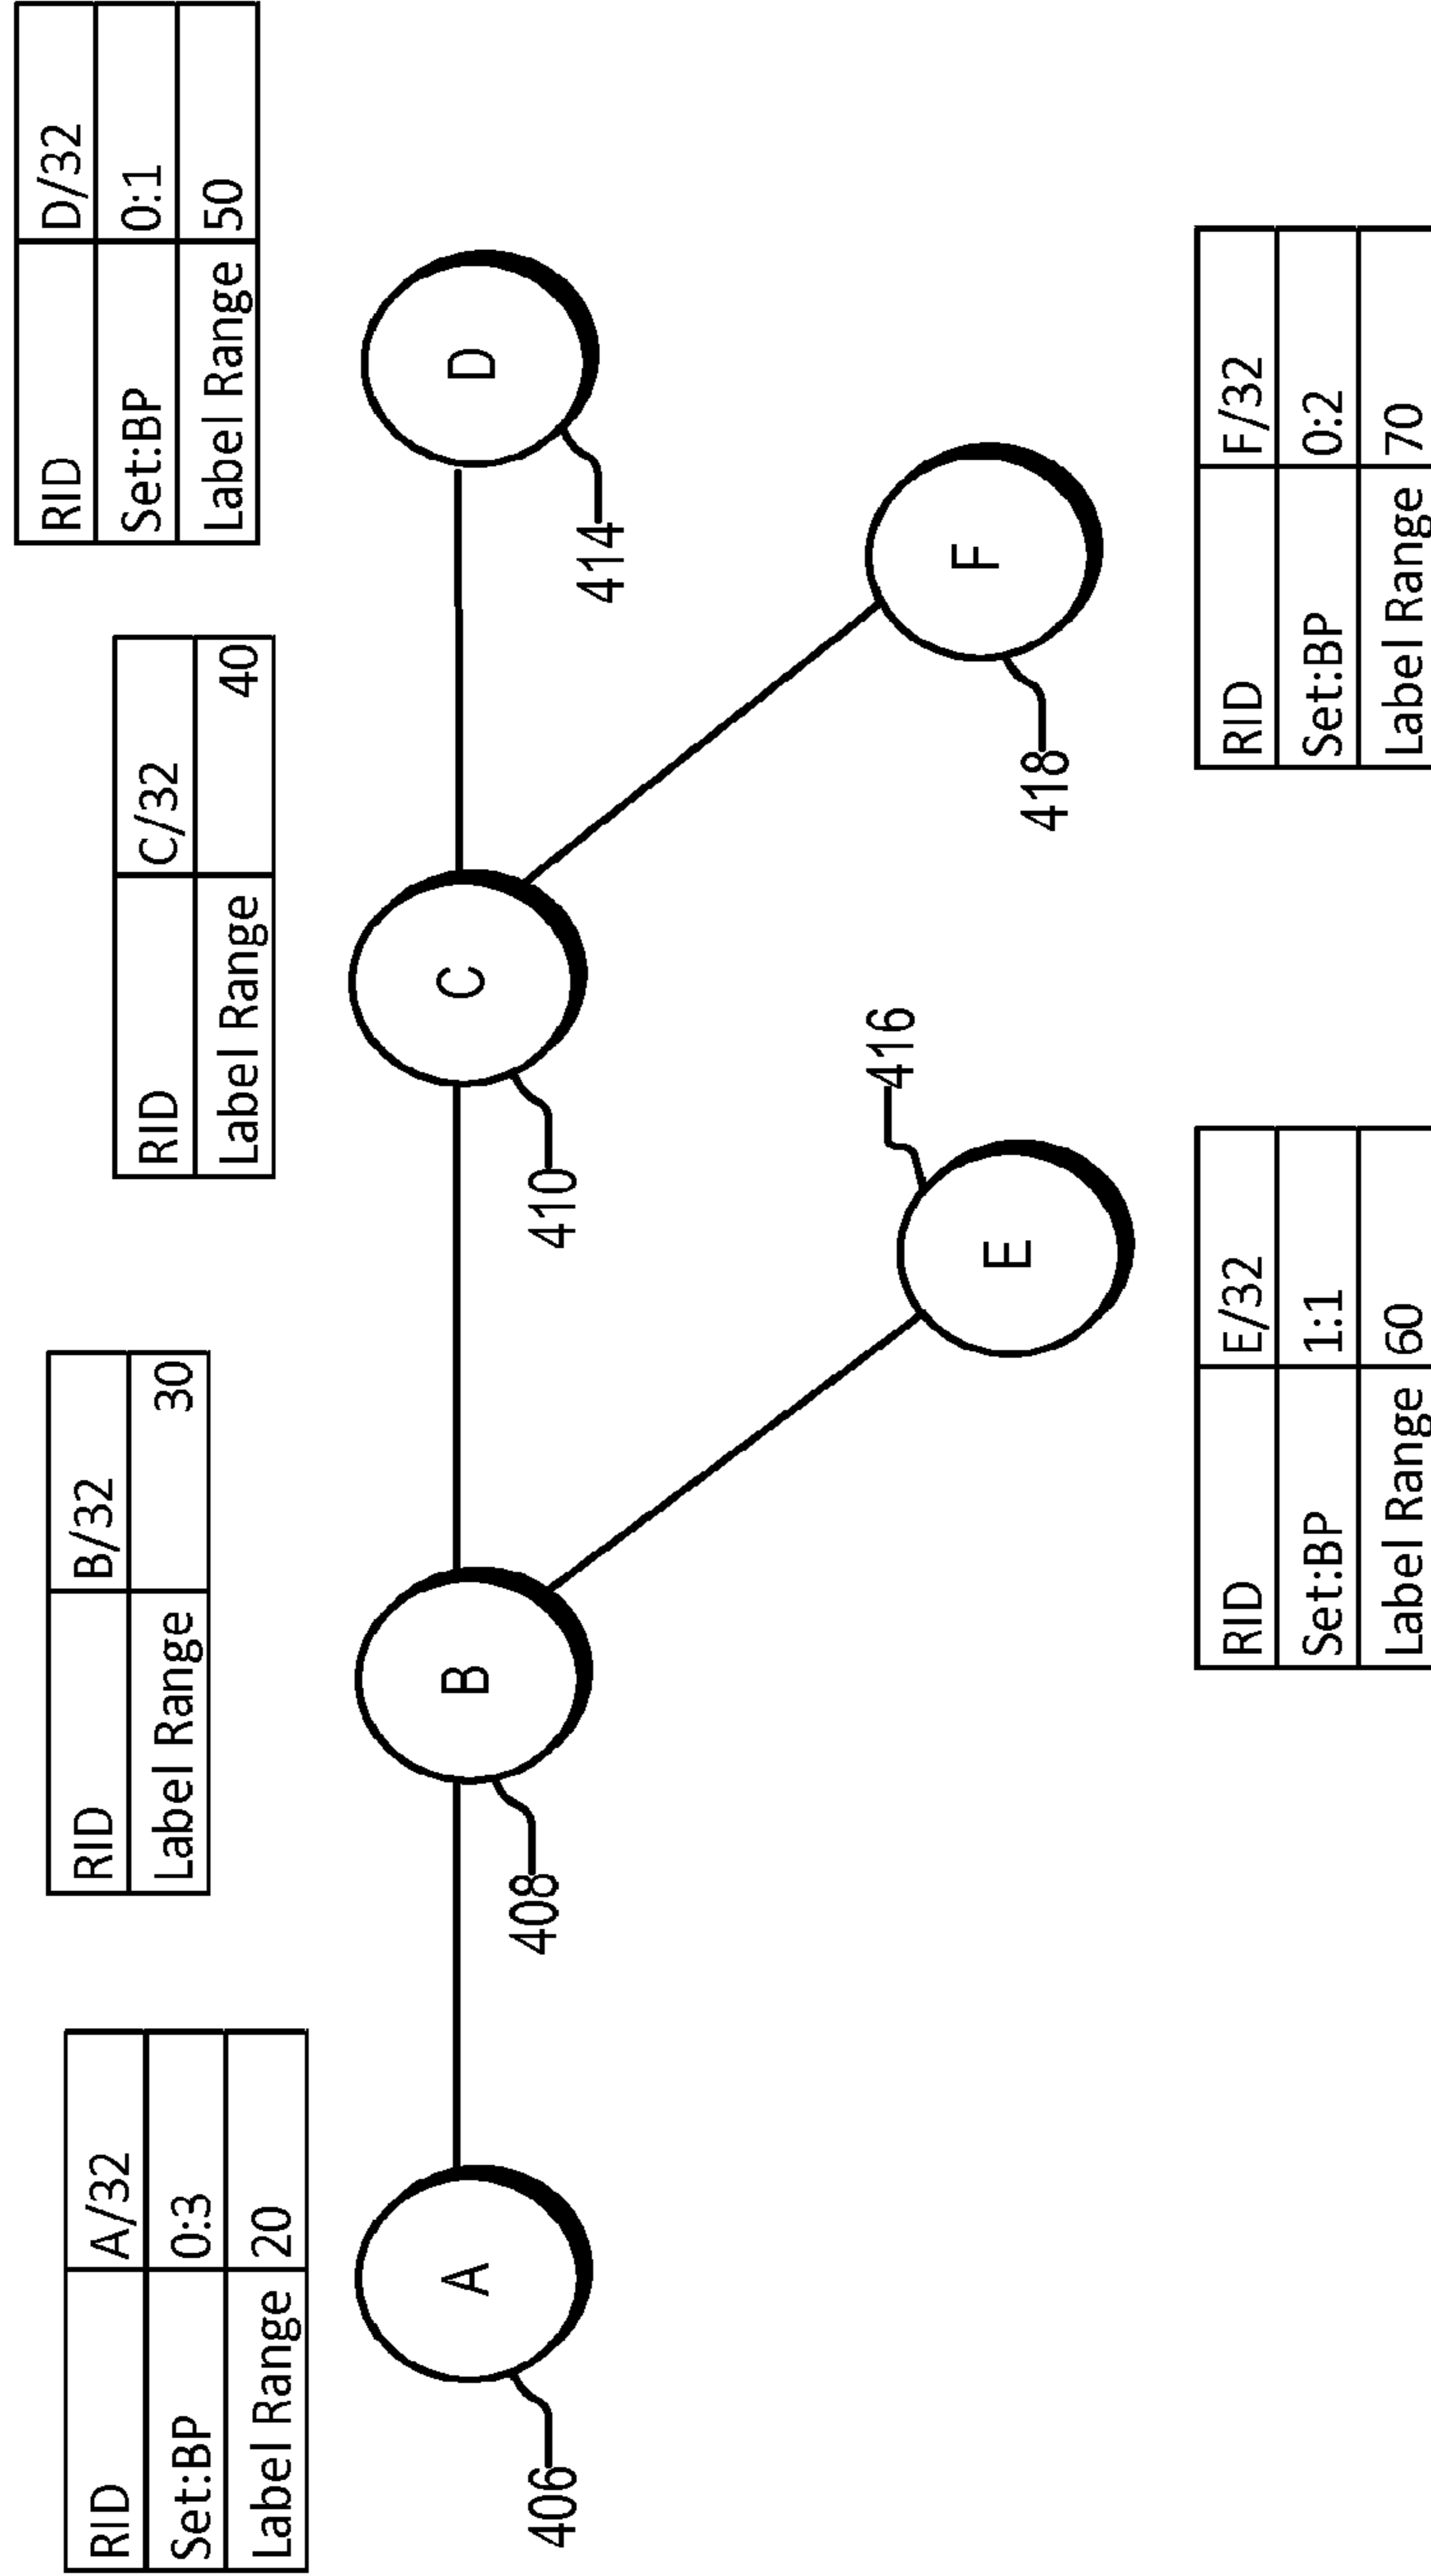 RID A/32
Set:BP 0:3
Label Range 20
RID B/32
Label Range 30
RID C/32
Label Range 40
RID D/32
Set:BP 0:1
Label Range 50
A
B
C
D
406
408
410
414
E
F
416
418
RID E/32
Set:BP 1:1
Label Range 60
RID F/32
Set:BP 0:2
Label Range 70